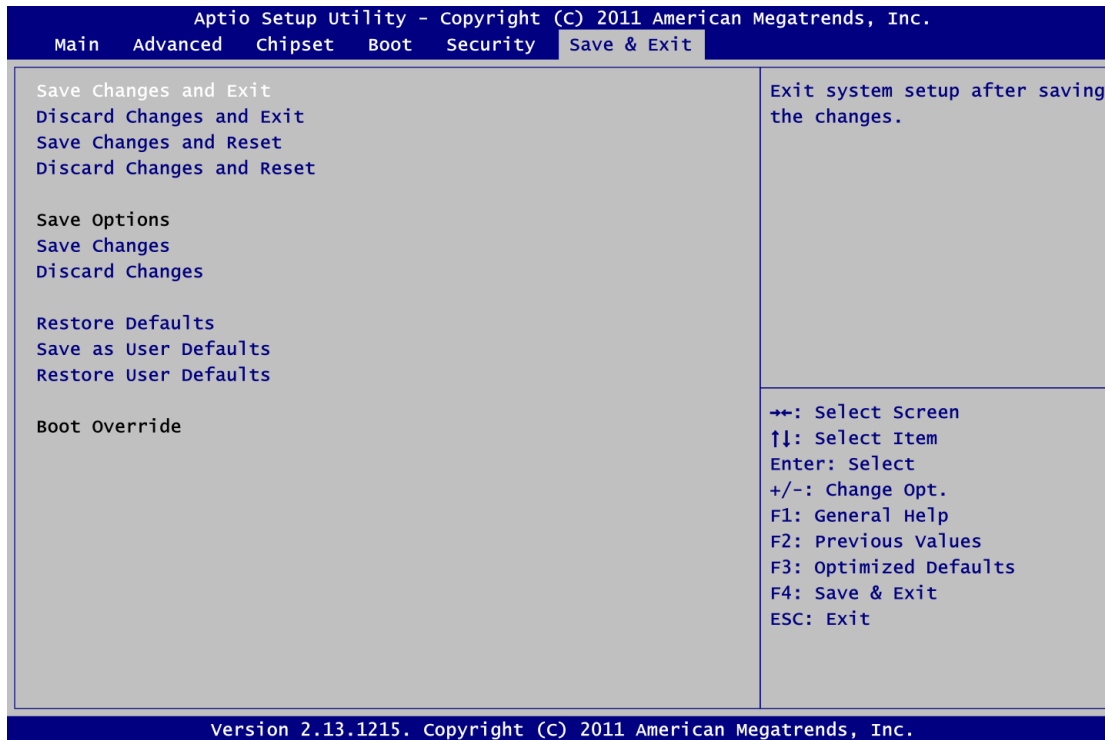 Aptio Setup Utility - Copyright (C) 2011 American Megatrends, Inc.
Main Advanced Chipset Boot Security Save & Exit
Save Changes and Exit
Discard Changes and Exit
Save Changes and Reset
Discard Changes and Reset
Save Options
Save Changes
Discard Changes
Restore Defaults
Save as User Defaults
Restore User Defaults
Boot Override
Exit system setup after saving
the changes.
→←: Select Screen
↑↓: Select Item
Enter: Select
+/-: Change Opt.
F1: General Help
F2: Previous Values
F3: Optimized Defaults
F4: Save & Exit
ESC: Exit
Version 2.13.1215. Copyright (C) 2011 American Megatrends, Inc.